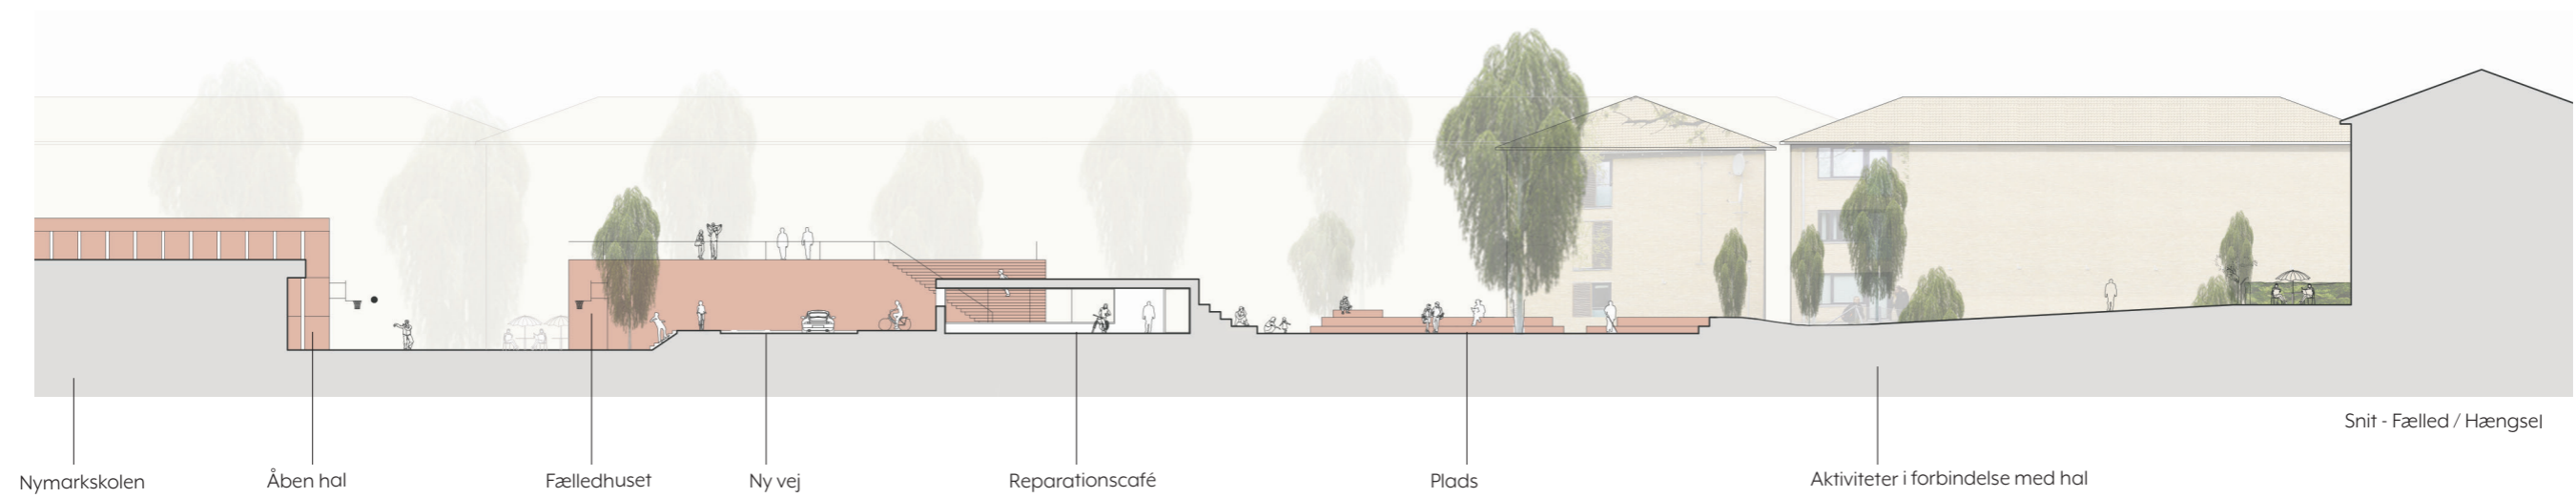 Snit - Fælled / Hængsel
Nymarkskolen
Åben hal
Fælledhuset
Ny vej
Reparationscafé
Plads
Aktiviteter i forbindelse med hal